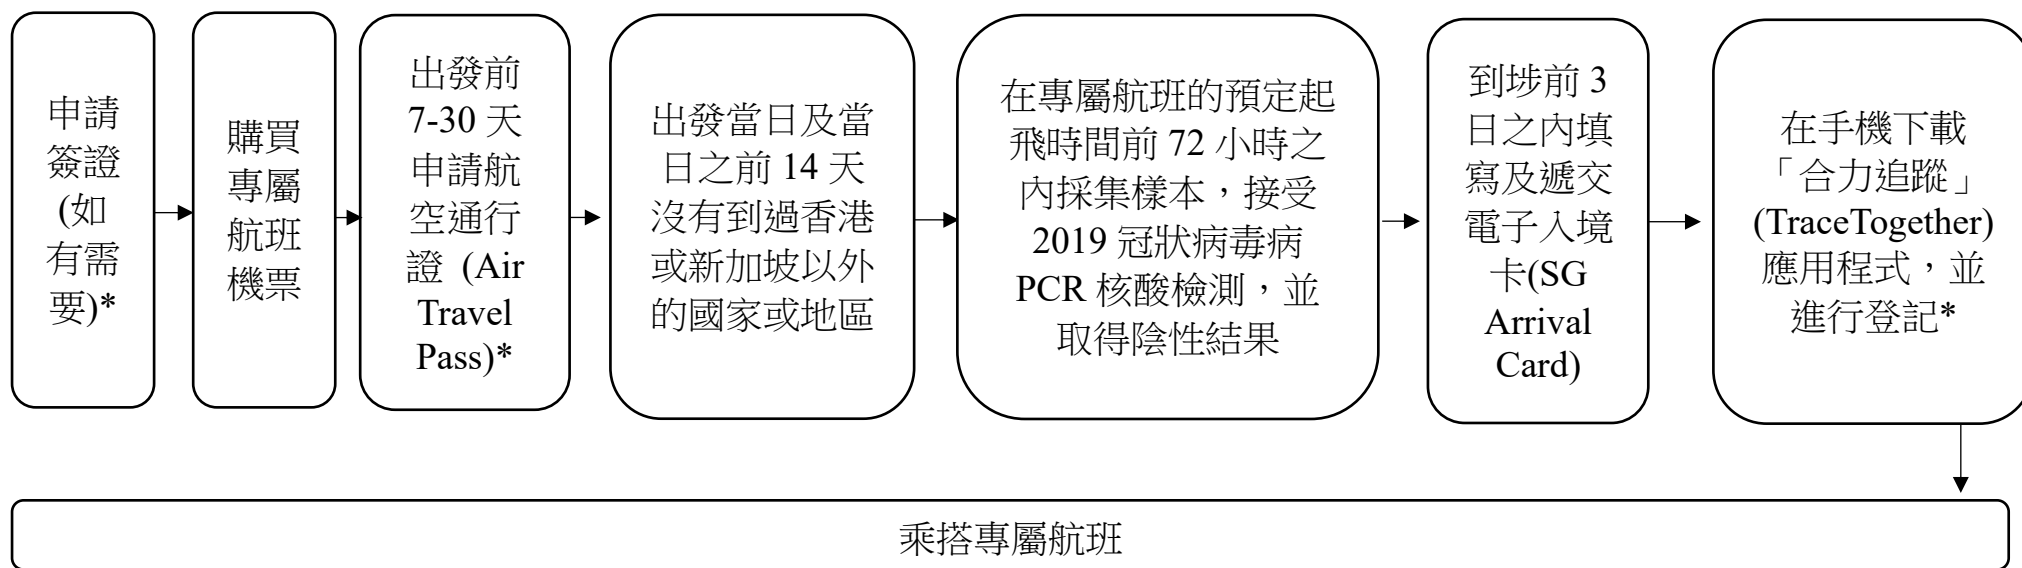 申請
簽證
(如
有需
要)*
購買
專屬
航班
機票
出發前
7-30 天
申請航
空通行
證 (Air
Travel
Pass)*
出發當日及當
日之前 14 天
沒有到過香港
或新加坡以外
的國家或地區
在專屬航班的預定起
飛時間前 72 小時之
內採集樣本，接受
2019 冠狀病毒病
PCR 核酸檢測，並
取得陰性結果
到埗前 3
日之內填
寫及遞交
電子入境
卡(SG
Arrival
Card)
在手機下載
「合力追蹤」
(TraceTogether)
應用程式，並
進行登記*
乘搭專屬航班